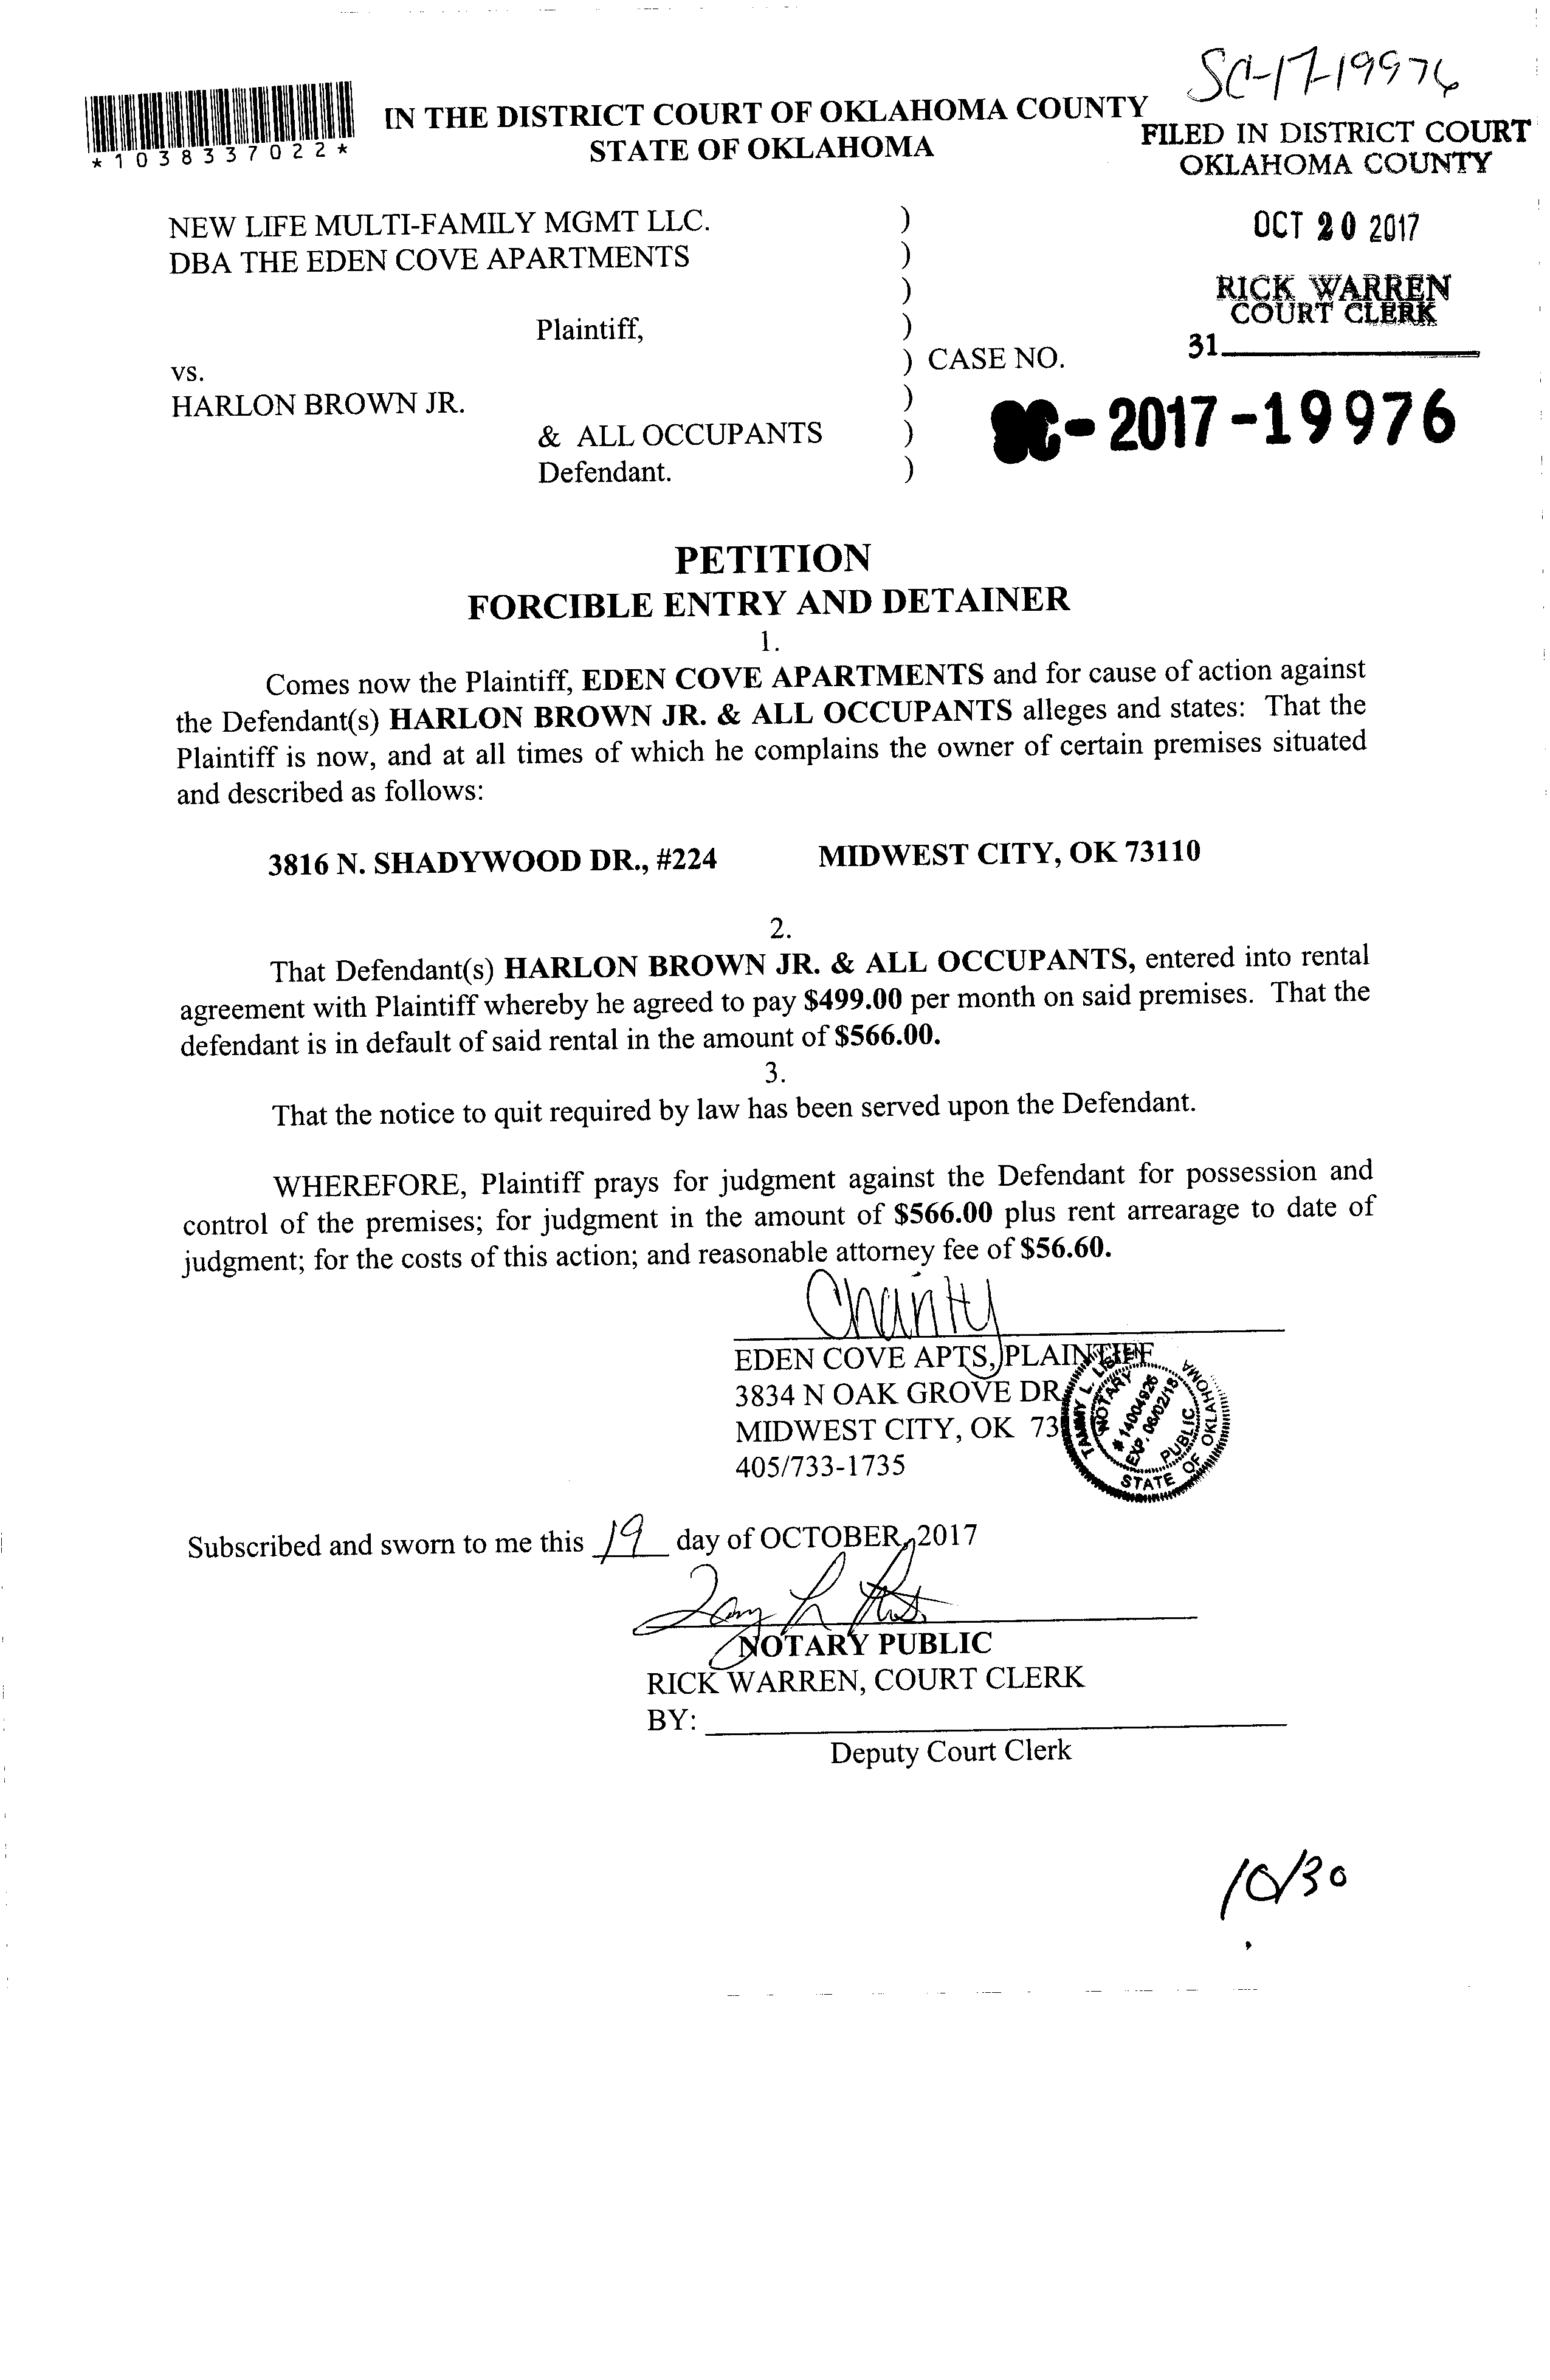 SC-17-19976
*1038337022*
IN THE DISTRICT COURT OF OKLAHOMA COUNTY
STATE OF OKLAHOMA
FILED IN DISTRICT COURT
OKLAHOMA COUNTY
OCT 20 2017
RICK WARREN
COURT CLERK
31
NEW LIFE MULTI-FAMILY MGMT LLC. )
DBA THE EDEN COVE APARTMENTS )
)
Plaintiff, )
vs. ) CASE NO.
HARLON BROWN JR. )
& ALL OCCUPANTS )
Defendant. )
SC-2017-19976
PETITION
FORCIBLE ENTRY AND DETAINER
1.
Comes now the Plaintiff, EDEN COVE APARTMENTS and for cause of action against
the Defendant(s) HARLON BROWN JR. & ALL OCCUPANTS alleges and states: That the
Plaintiff is now, and at all times of which he complains the owner of certain premises situated
and described as follows:
3816 N. SHADYWOOD DR., #224 MIDWEST CITY, OK 73110
2.
That Defendant(s) HARLON BROWN JR. & ALL OCCUPANTS, entered into rental
agreement with Plaintiff whereby he agreed to pay $499.00 per month on said premises. That the
defendant is in default of said rental in the amount of $566.00.
3.
That the notice to quit required by law has been served upon the Defendant.
WHEREFORE, Plaintiff prays for judgment against the Defendant for possession and
control of the premises; for judgment in the amount of $566.00 plus rent arrearage to date of
judgment; for the costs of this action; and reasonable attorney fee of $56.60.
EDEN COVE APTS, PLAINTIFF
3834 N OAK GROVE DR
MIDWEST CITY, OK 73
405/733-1735
TAMMY L.
NOTARY
# 14004926
EXP. 06/02/18
PUBLIC
STATE OF OKLAHOMA
Subscribed and sworn to me this 19 day of OCTOBER, 2017
NOTARY PUBLIC
RICK WARREN, COURT CLERK
BY:
Deputy Court Clerk
10/30